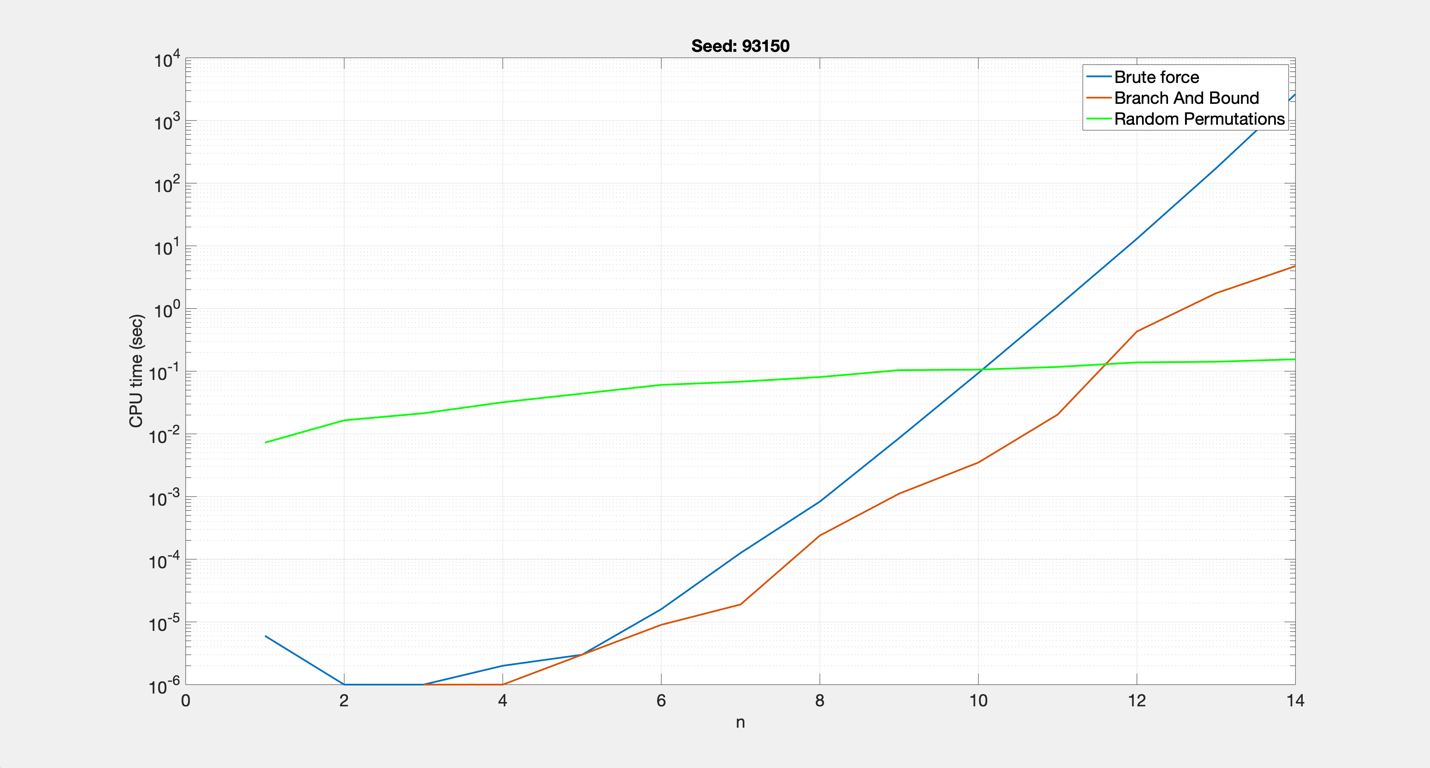 Seed: 93150
Brute force
Branch And Bound
Random Permutations
CPU time (sec)
10^4
10^3
10^2
10^1
10^0
10^-1
10^-2
10^-3
10^-4
10^-5
10^-6
0 2 4 6 8 10 12 14
n